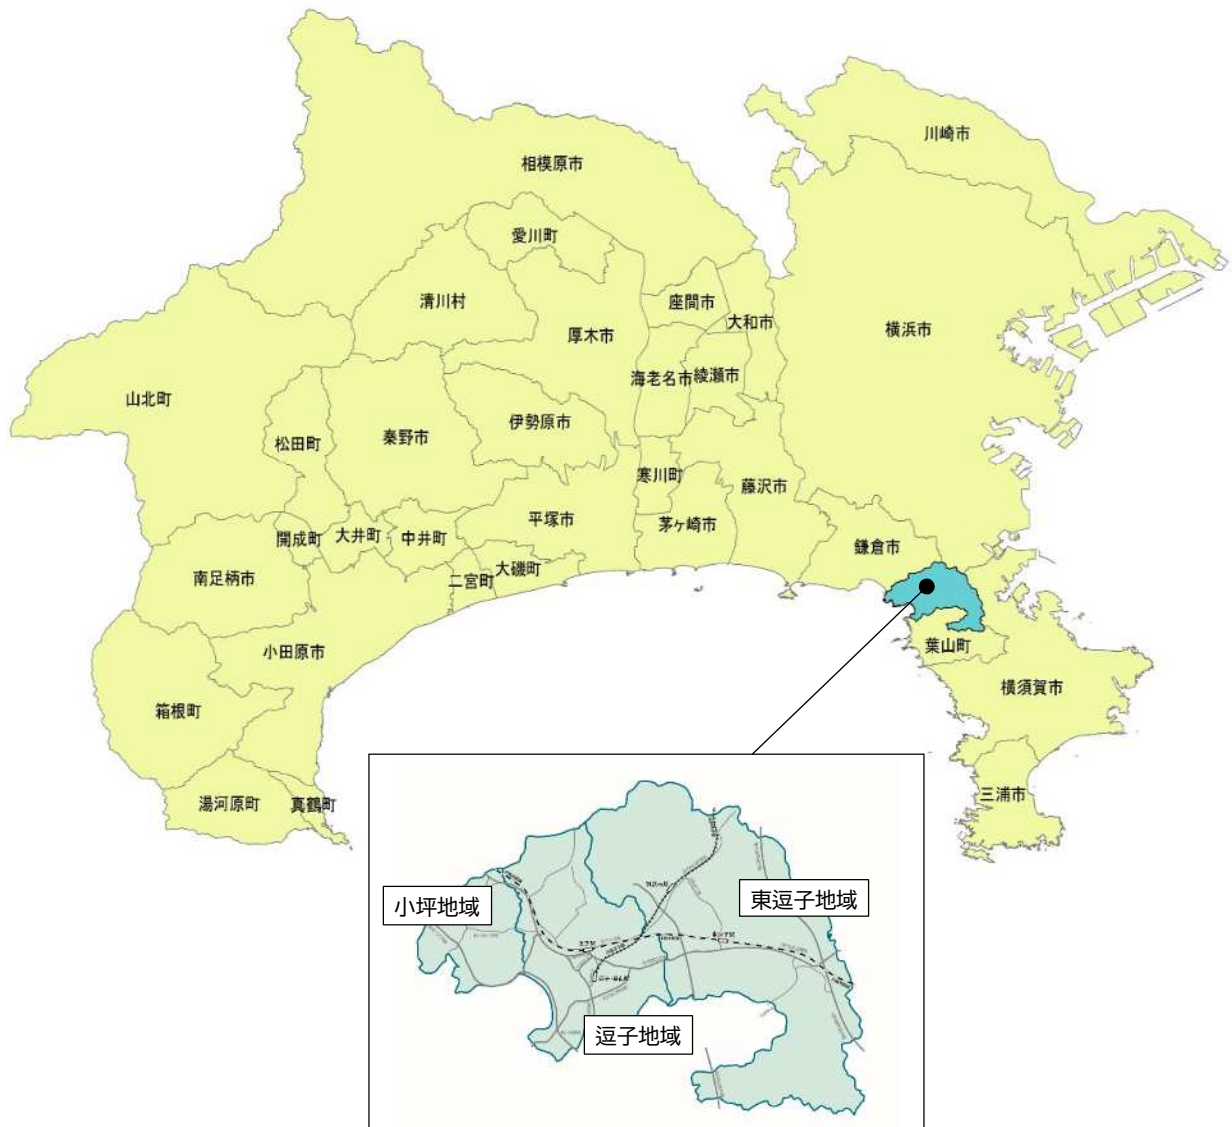 川崎市
相模原市
愛川町
清川村
座間市
大和市
横浜市
厚木市
海老名市
綾瀬市
山北町
伊勢原市
秦野市
松田町
寒川町
藤沢市
平塚市
茅ヶ崎市
開成町
大井町
中井町
鎌倉市
南足柄市
二宮町
大磯町
小田原市
葉山町
横須賀市
箱根町
三浦市
湯河原町
真鶴町
小坪地域
東逗子地域
逗子地域